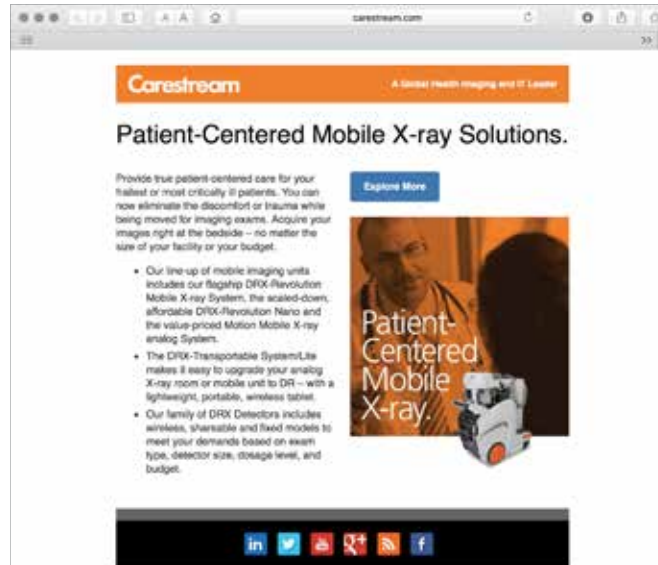 A A
carestream.com
Carestream
A Global Health Imaging and IT Leader
Patient-Centered Mobile X-ray Solutions.
Provide true patient-centered care for your
frailest or most critically ill patients. You can
now eliminate the discomfort or trauma while
being moved for imaging exams. Acquire your
images right at the bedside – no matter the
size of your facility or your budget.
• Our line-up of mobile imaging units
includes our flagship DRX-Revolution
Mobile X-ray System, the scaled-down,
affordable DRX-Revolution Nano and
the value-priced Motion Mobile X-ray
analog System.
• The DRX-Transportable System/Lite
makes it easy to upgrade your analog
X-ray room or mobile unit to DR – with a
lightweight, portable, wireless tablet.
• Our family of DRX Detectors includes
wireless, shareable and fixed models to
meet your demands based on exam
type, detector size, dosage level, and
budget.
Explore More
Patient-
Centered
Mobile
X-ray.
in
g+
f